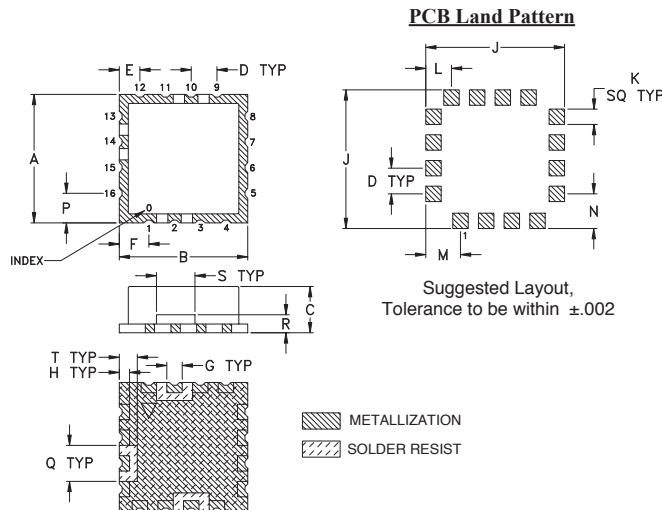 PCB Land Pattern
E
D TYP
12 11 10 9
13
14
15
16
8
7
6
5
A
P
0
1 2 3 4
INDEX
F
B
J
L
K
SQ TYP
J
D TYP
N
1
M
Suggested Layout,
Tolerance to be within ±.002
S TYP
C
R
T TYP
H TYP
G TYP
Q TYP
METALLIZATION
SOLDER RESIST